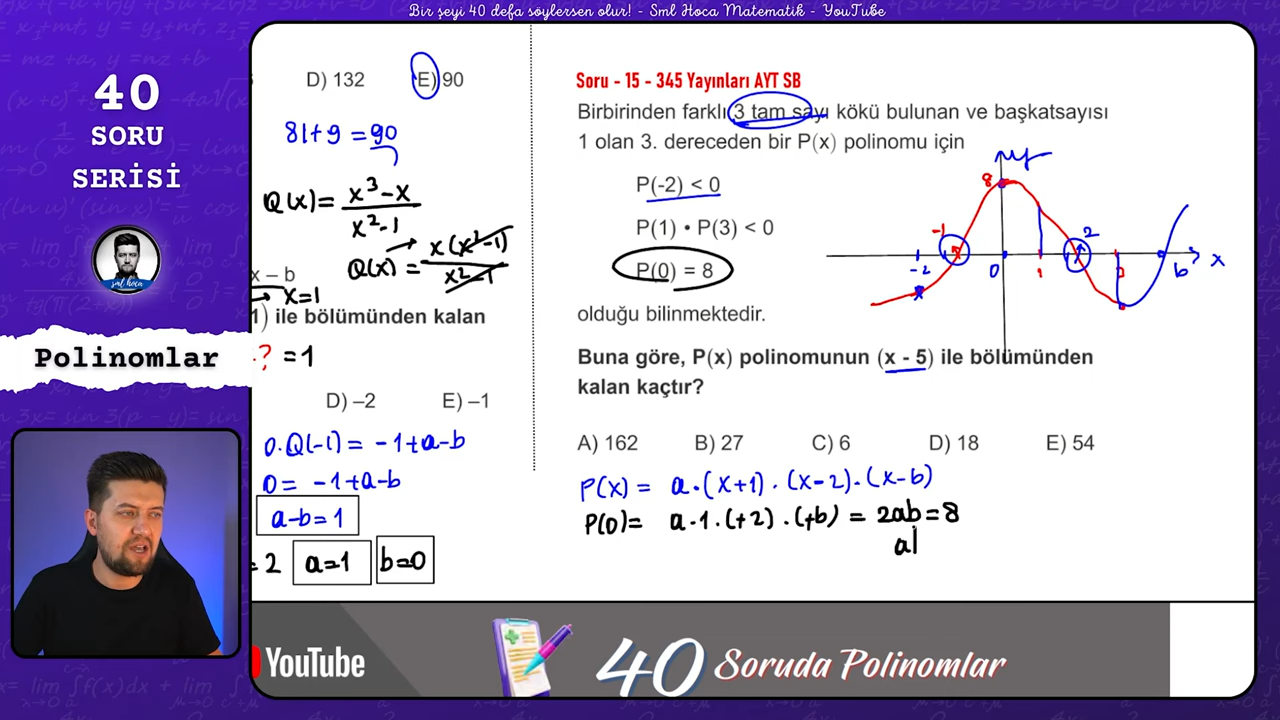 Bir şeyi 40 defa söylersen olur! - Sml Hoca Matematik - YouTube
40
SORU
SERİSİ
sml hoca
Polinomlar
D) 132 E) 90
81+9 = 90
Q(x) = x³-x / x²-1
Q(x) = x(x²-1) / x²-1
x - b
→ x=1
1) ile bölümünden kalan
? = 1
D) –2 E) –1
0.Q(-1) = -1+a-b
0 = -1+a-b
a-b=1
= 2 a=1 b=0
Soru - 15 - 345 Yayınları AYT SB
Birbirinden farklı 3 tam sayı kökü bulunan ve başkatsayısı
1 olan 3. dereceden bir P(x) polinomu için
P(-2) < 0
P(1) • P(3) < 0
P(0) = 8
olduğu bilinmektedir.
y
8
-1 2
-2 0 1 3 b x
Buna göre, P(x) polinomunun (x - 5) ile bölümünden
kalan kaçtır?
A) 162 B) 27 C) 6 D) 18 E) 54
P(x) = a.(x+1).(x-2).(x-b)
P(0) = a.1.(+2).(+b) = 2ab = 8
a
YouTube
40 Soruda Polinomlar